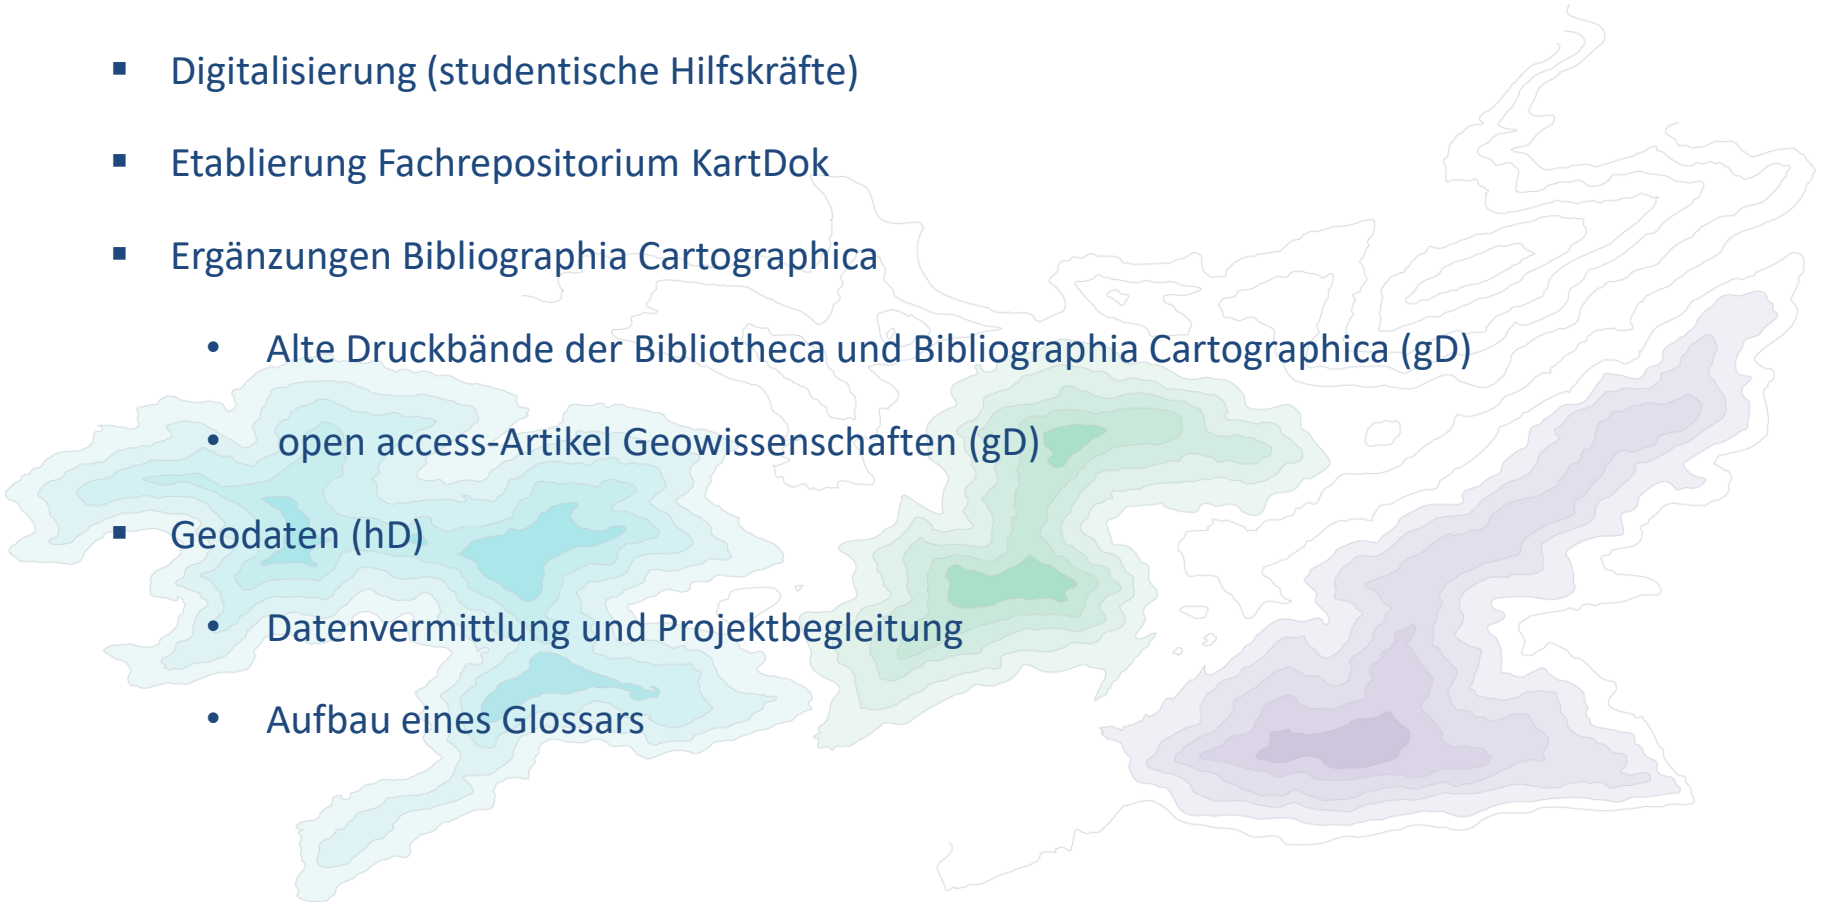 ▪ Digitalisierung (studentische Hilfskräfte)
▪ Etablierung Fachrepositorium KartDok
▪ Ergänzungen Bibliographia Cartographica
• Alte Druckbände der Bibliotheca und Bibliographia Cartographica (gD)
• open access-Artikel Geowissenschaften (gD)
▪ Geodaten (hD)
• Datenvermittlung und Projektbegleitung
• Aufbau eines Glossars